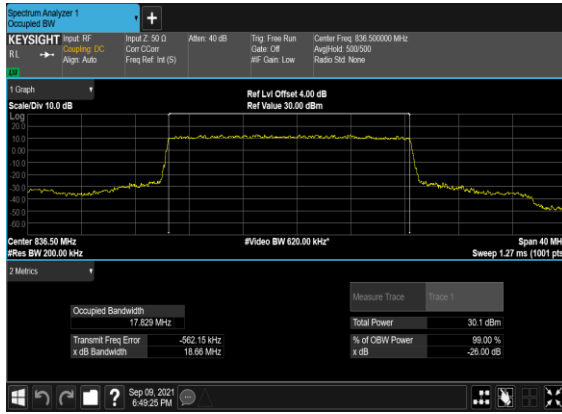 Spectrum Analyzer 1
Occupied BW
+
KEYSIGHT Input: RF Input Z: 50 Ω Atten: 40 dB Trig: Free Run Center Freq: 836.500000 MHz
RL Coupling: DC Corr CCorr Gate: Off Avg|Hold: 500/500
Align: Auto Freq Ref: Int (S) #IF Gain: Low Radio Std: None
LXI
1 Graph
Ref Lvl Offset 4.00 dB
Scale/Div 10.0 dB Ref Value 30.00 dBm
Log
20.0
10.0
0.00
-10.0
-20.0
-30.0
-40.0
-50.0
-60.0
Center 836.50 MHz #Video BW 620.00 kHz* Span 40 MH
#Res BW 200.00 kHz Sweep 1.27 ms (1001 pts
2 Metrics
Measure Trace Trace 1
Occupied Bandwidth
17.829 MHz Total Power 30.1 dBm
Transmit Freq Error -562.15 kHz % of OBW Power 99.00 %
x dB Bandwidth 18.66 MHz x dB -26.00 dB
? Sep 09, 2021
6:49:25 PM